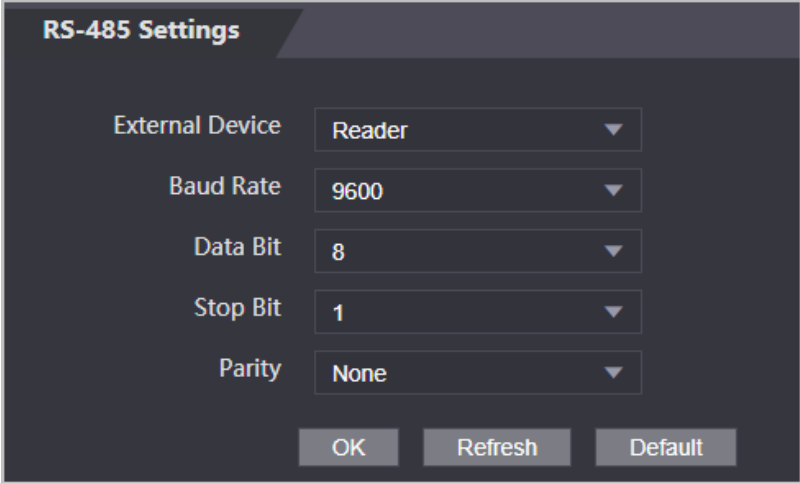 RS-485 Settings
External Device Reader
Baud Rate 9600
Data Bit 8
Stop Bit 1
Parity None
OK Refresh Default